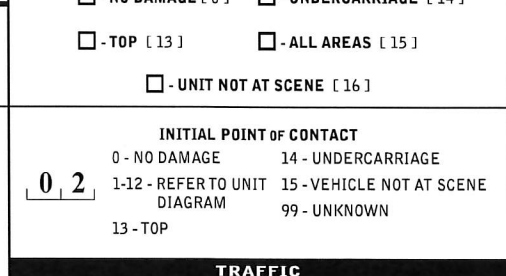 - NO DAMAGE [ 0 ] - UNDERCARRIAGE [ 14 ]
- TOP [ 13 ] - ALL AREAS [ 15 ]
- UNIT NOT AT SCENE [ 16 ]
INITIAL POINT OF CONTACT
0 - NO DAMAGE 14 - UNDERCARRIAGE
0 2 1-12 - REFER TO UNIT 15 - VEHICLE NOT AT SCENE
DIAGRAM 99 - UNKNOWN
13 - TOP
TRAFFIC